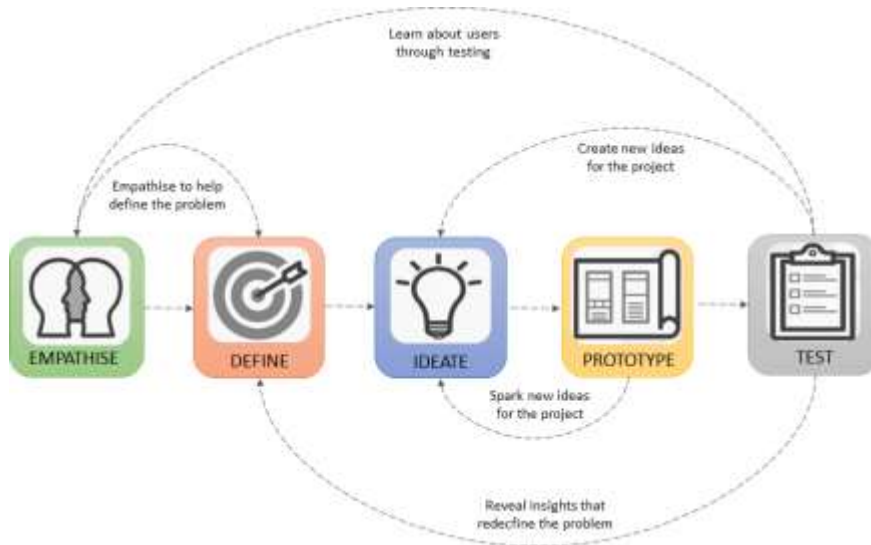 Learn about users
through testing
Create new ideas
for the project
Empathise to help
define the problem
EMPATHISE
DEFINE
IDEATE
PROTOTYPE
TEST
Spark new ideas
for the project
Reveal insights that
redecfine the problem